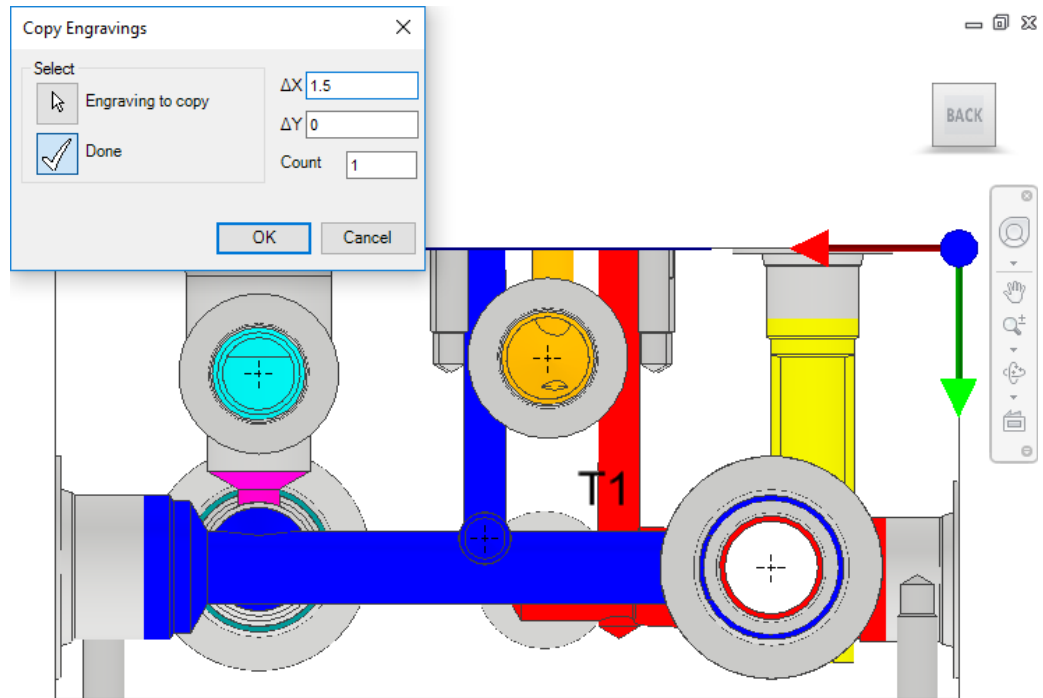 Copy Engravings
Select
Engraving to copy
Done
ΔX 1.5
ΔY 0
Count 1
OK Cancel
BACK
T1